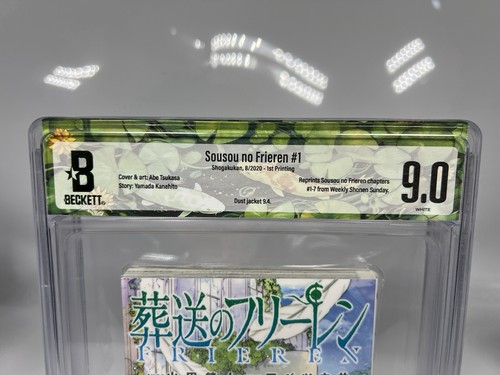 B
BECKETT
Sousou no Frieren #1
Shogakukan, 8/2020 - 1st Printing
Cover & art: Abe Tsukasa
Story: Yamada Kanehito
Reprints Sousou no Frieren chapters
#1-7 from Weekly Shonen Sunday.
Dust jacket 9.4.
9.0
WHITE
葬送のフリーレン
FRIEREN